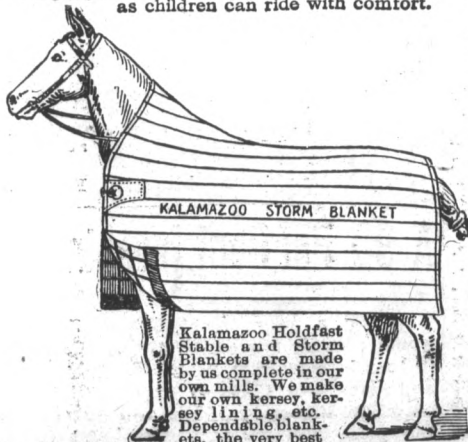 as children can ride with comfort.
KALAMAZOO STORM BLANKET
Kalamazoo Holdfast
Stable and Storm
Blankets are made
by us complete in our
own mills. We make
our own kersey, ker-
sey lining, etc.
Dependable blank-
ets, the very best